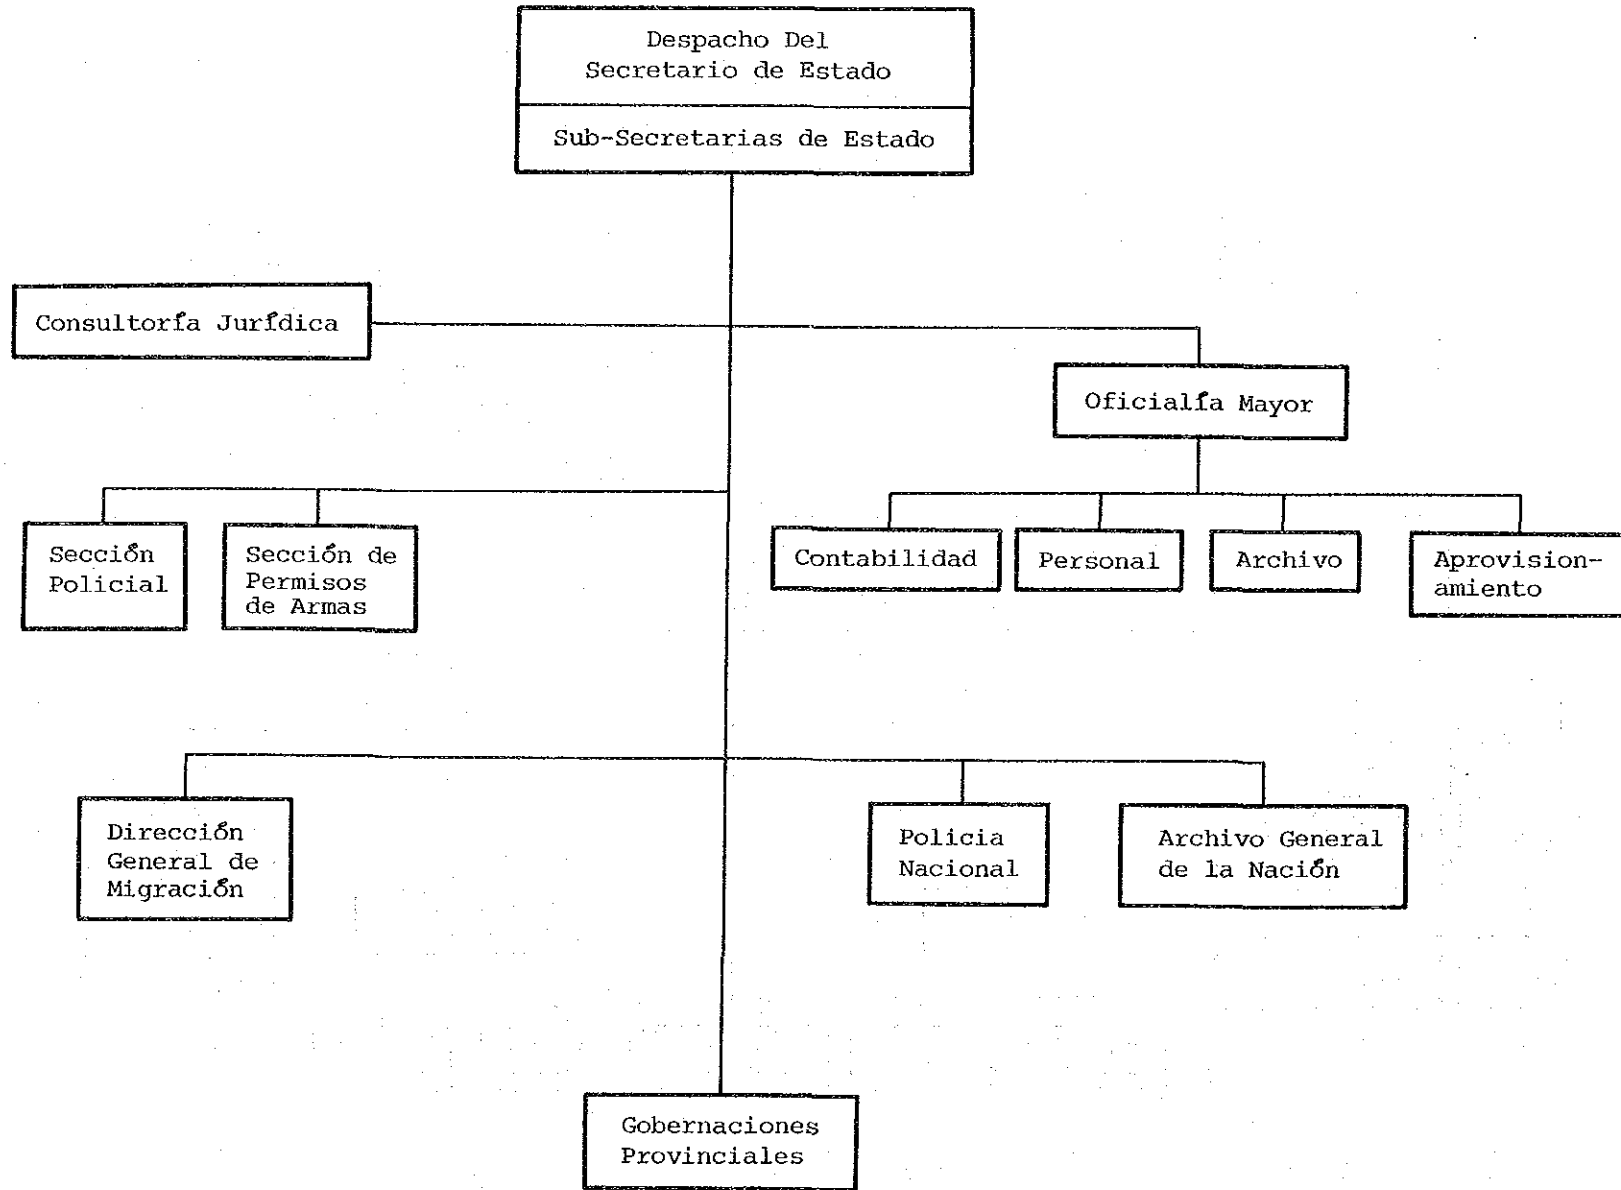 Despacho Del
Secretario de Estado
Sub-Secretarias de Estado
Consultoría Jurídica
Oficialía Mayor
Sección
Policial
Sección de
Permisos
de Armas
Contabilidad
Personal
Archivo
Aprovision-
amiento
Dirección
General de
Migración
Policia
Nacional
Archivo General
de la Nación
Gobernaciones
Provinciales